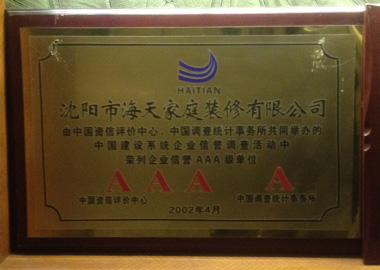 HAITIAN
沈阳市海天家庭装修有限公司
由中国资信评价中心、中国调查统计事务所共同举办的
中国建设系统企业信誉调查活动中
荣列企业信誉AAA级单位
A A A A
中国资信评价中心 中国调查统计事务所
2002年4月